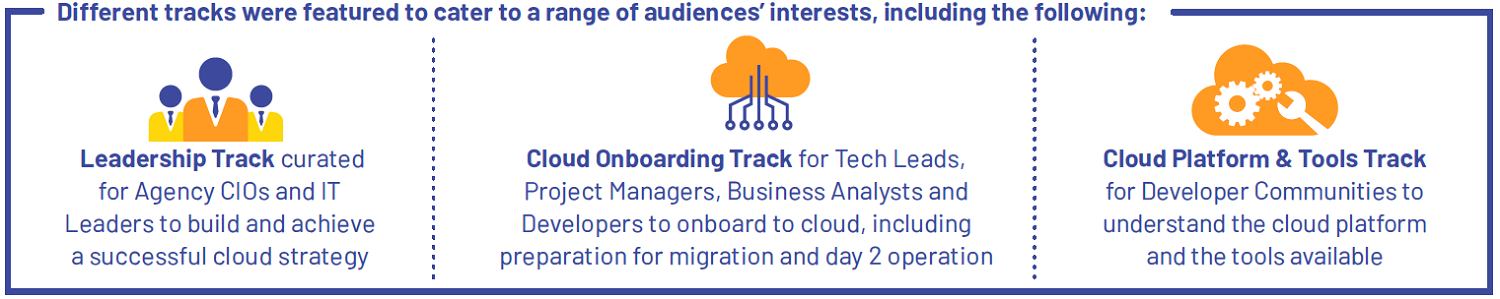 Different tracks were featured to cater to a range of audiences’ interests, including the following:
Leadership Track curated
for Agency CIOs and IT
Leaders to build and achieve
a successful cloud strategy
Cloud Onboarding Track for Tech Leads,
Project Managers, Business Analysts and
Developers to onboard to cloud, including
preparation for migration and day 2 operation
Cloud Platform & Tools Track
for Developer Communities to
understand the cloud platform
and the tools available